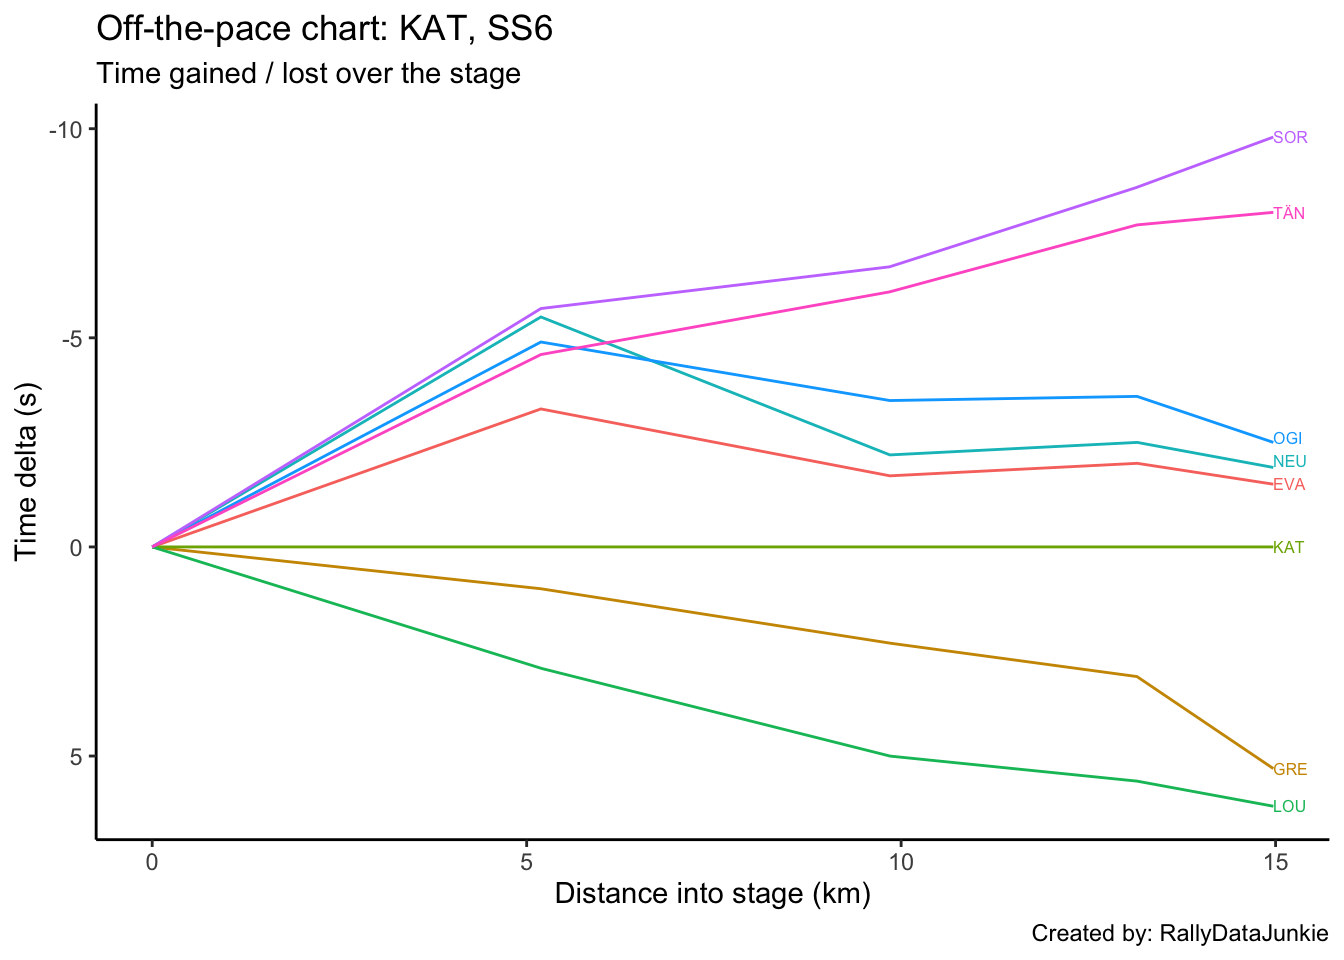 Off-the-pace chart: KAT, SS6
Time gained / lost over the stage
-10
-5
0
5
Time delta (s)
SOR
TÄN
OGI
NEU
EVA
KAT
GRE
LOU
0 5 10 15
Distance into stage (km)
Created by: RallyDataJunkie